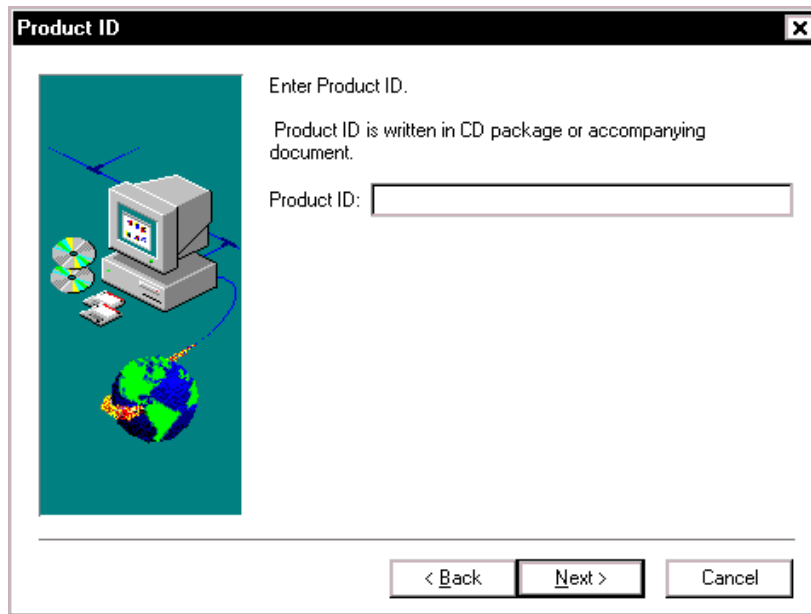 Product ID
Enter Product ID.
Product ID is written in CD package or accompanying
document.
Product ID:
< Back
Next >
Cancel